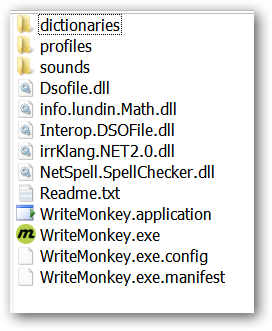 dictionaries
profiles
sounds
Dsofile.dll
info.lundin.Math.dll
Interop.DSOFile.dll
irrKlang.NET2.0.dll
NetSpell.SpellChecker.dll
Readme.txt
WriteMonkey.application
WriteMonkey.exe
WriteMonkey.exe.config
WriteMonkey.exe.manifest